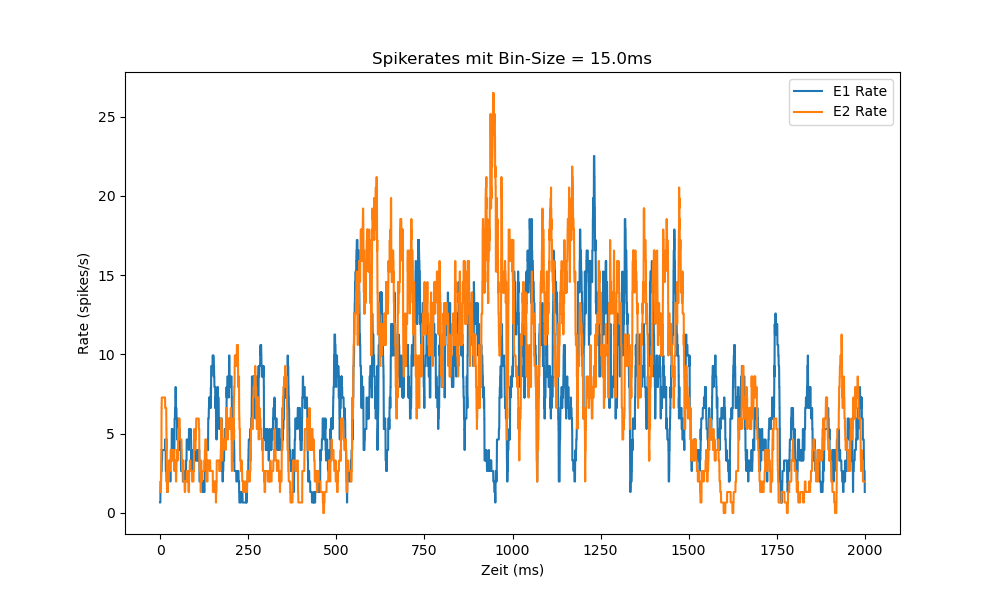 Spikerates mit Bin-Size = 15.0ms
E1 Rate
E2 Rate
25
20
15
10
5
0
Rate (spikes/s)
0 250 500 750 1000 1250 1500 1750 2000
Zeit (ms)